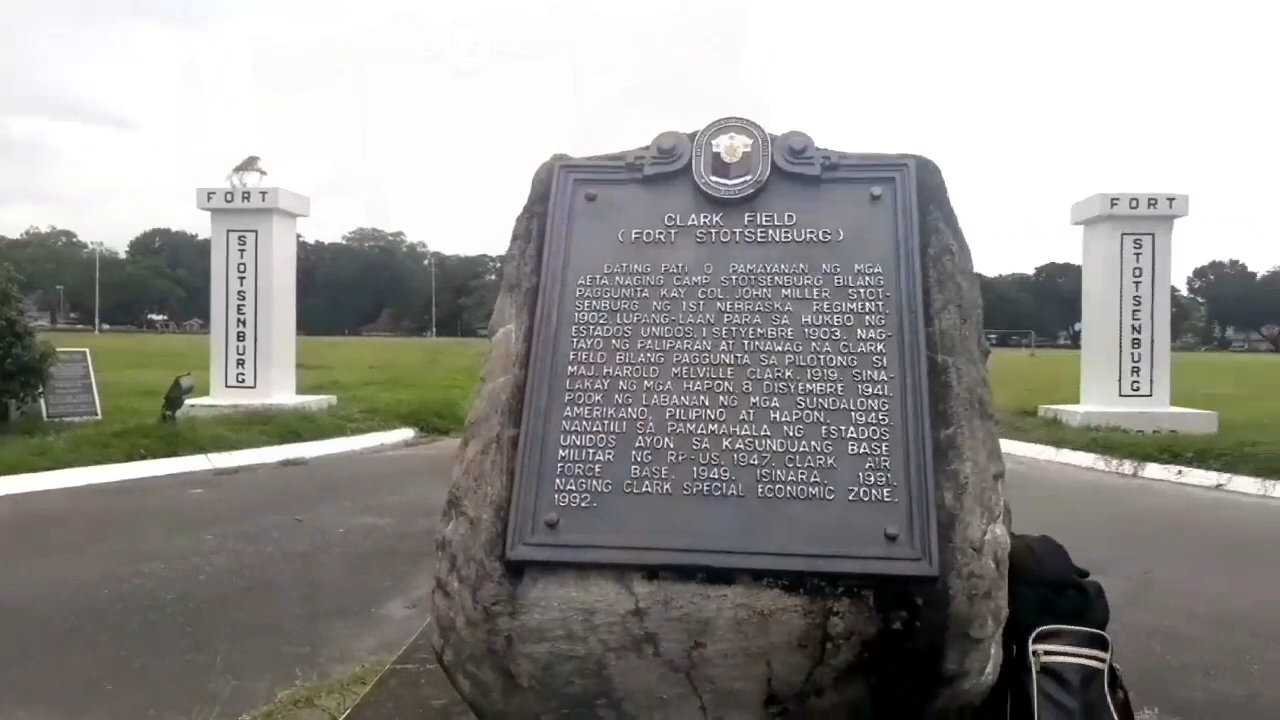 FORT
STOTSENBURG
CLARK FIELD
(FORT STOTSENBURG)
DATING PATI O PAMAYANAN NG MGA
AETA. NAGING CAMP STOTSENBURG BILANG
PAGGUNITA KAY COL. JOHN MILLER STOT-
SENBURG NG 1ST NEBRASKA REGIMENT,
1902. LUPANG-LAAN PARA SA HUKBO NG
ESTADOS UNIDOS, 1 SETYEMBRE 1903. NAG-
TAYO NG PALIPARAN AT TINAWAG NA CLARK
FIELD BILANG PAGGUNITA SA PILOTONG SI
MAJ. HAROLD MELVILLE CLARK, 1919. SINA-
LAKAY NG MGA HAPON, 8 DISYEMBRE 1941.
POOK NG LABANAN NG MGA SUNDALONG
AMERIKANO, PILIPINO AT HAPON, 1945.
NANATILI SA PAMAMAHALA NG ESTADOS
UNIDOS AYON SA KASUNDUANG BASE
MILITAR NG RP-US, 1947. CLARK AIR
FORCE BASE, 1949. ISINARA, 1991.
NAGING CLARK SPECIAL ECONOMIC ZONE,
1992.
FORT
STOTSENBURG